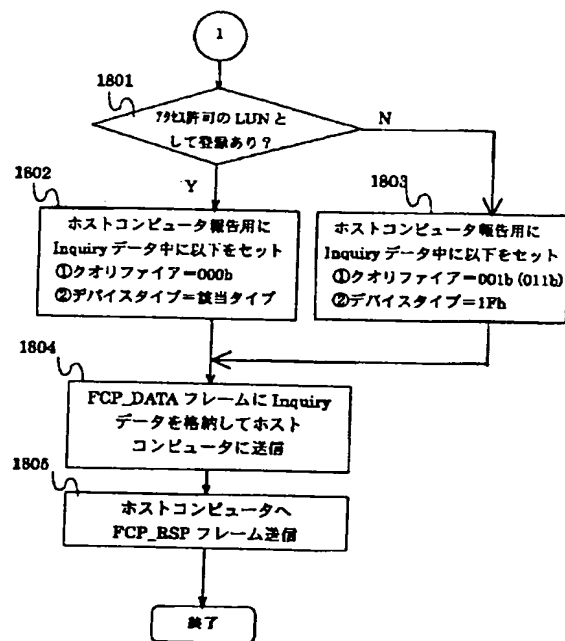 1
1801
ｱｸｾｽ許可の LUN と
して登録あり？
N
Y
1802
ホストコンピュータ報告用に
Inquiry データ中に以下をセット
①クオリファイアー＝000b
②デバイスタイプ＝該当タイプ
1803
ホストコンピュータ報告用に
Inquiry データ中に以下をセット
①クオリファイアー＝001b (011b)
②デバイスタイプ＝1Fh
1804
FCP_DATA フレームに Inquiry
データを格納してホスト
コンピュータに送信
1805
ホストコンピュータへ
FCP_RSP フレーム送信
終了